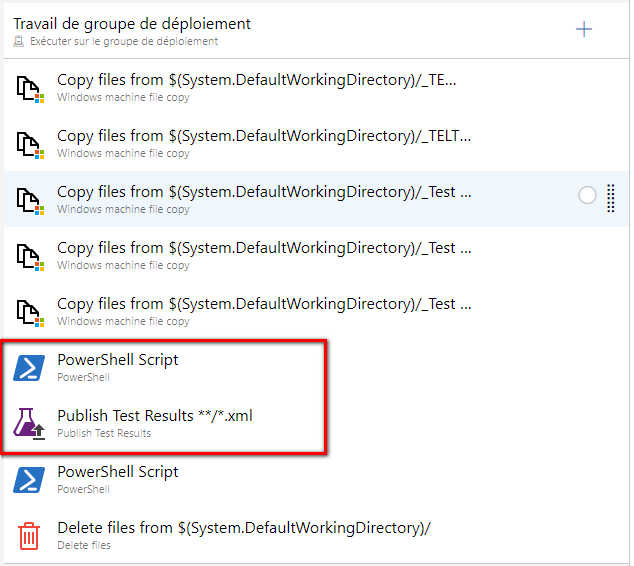 Travail de groupe de déploiement
Exécuter sur le groupe de déploiement
Copy files from $(System.DefaultWorkingDirectory)/_TE...
Windows machine file copy
Copy files from $(System.DefaultWorkingDirectory)/_TELT...
Windows machine file copy
Copy files from $(System.DefaultWorkingDirectory)/_Test ...
Windows machine file copy
Copy files from $(System.DefaultWorkingDirectory)/_Test ...
Windows machine file copy
Copy files from $(System.DefaultWorkingDirectory)/_Test ...
Windows machine file copy
PowerShell Script
PowerShell
Publish Test Results **/*.xml
Publish Test Results
PowerShell Script
PowerShell
Delete files from $(System.DefaultWorkingDirectory)/
Delete files